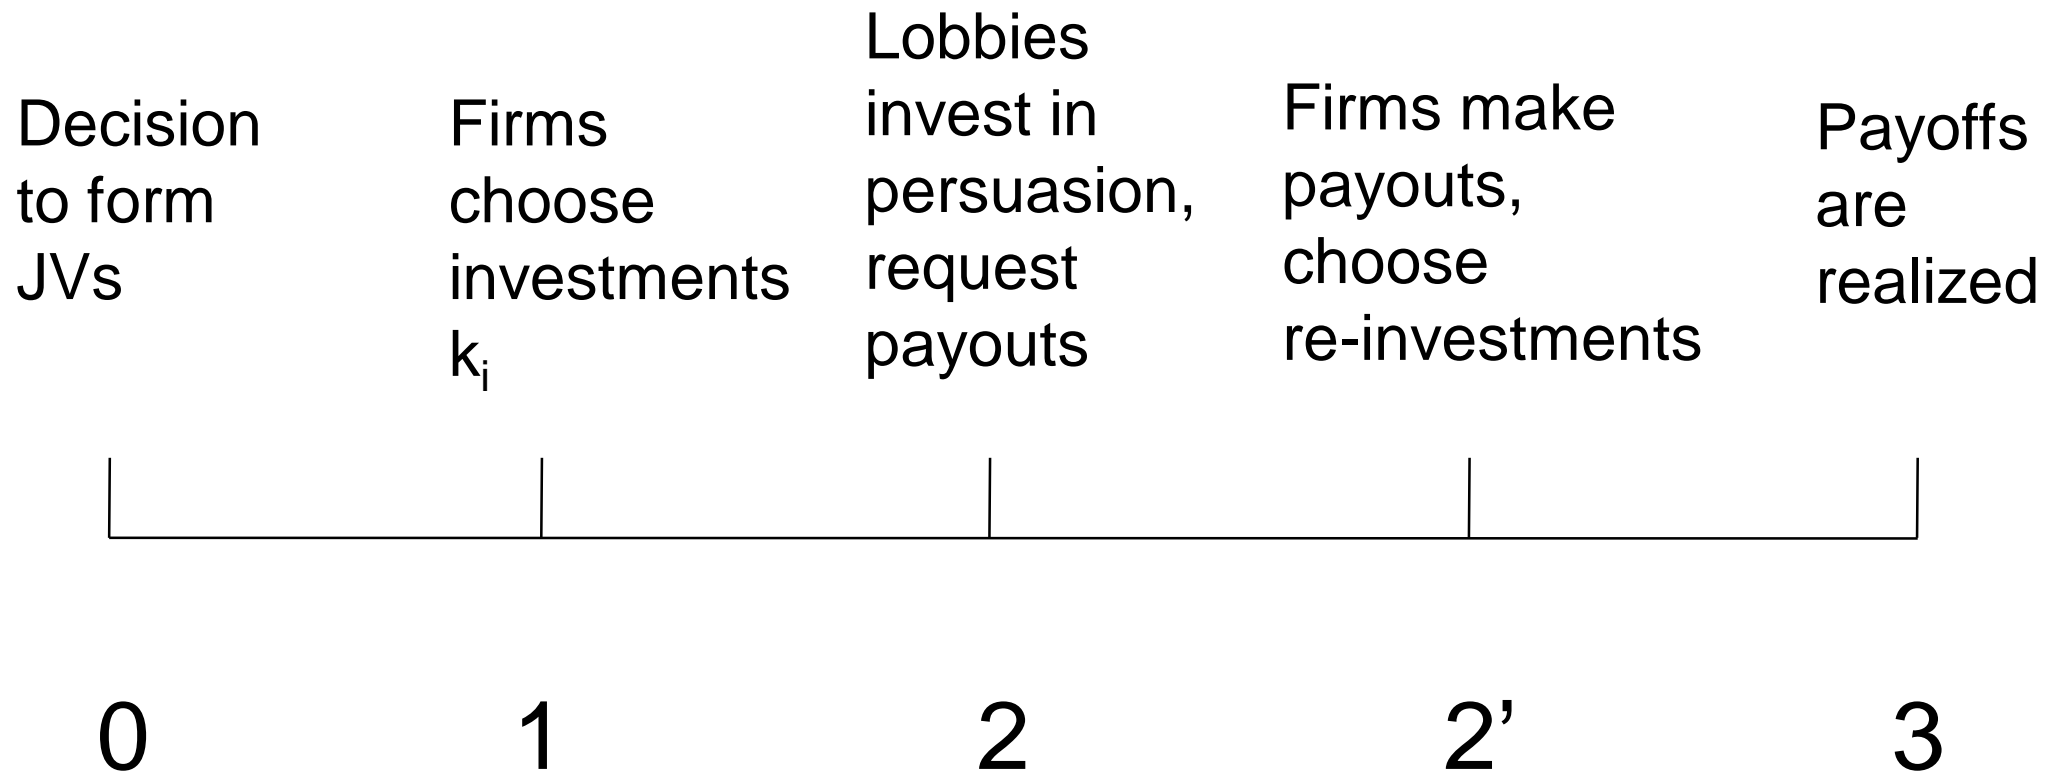 Decision
to form
JVs
Firms
choose
investments
kᵢ
Lobbies
invest in
persuasion,
request
payouts
Firms make
payouts,
choose
re-investments
Payoffs
are
realized
0
1
2
2’
3